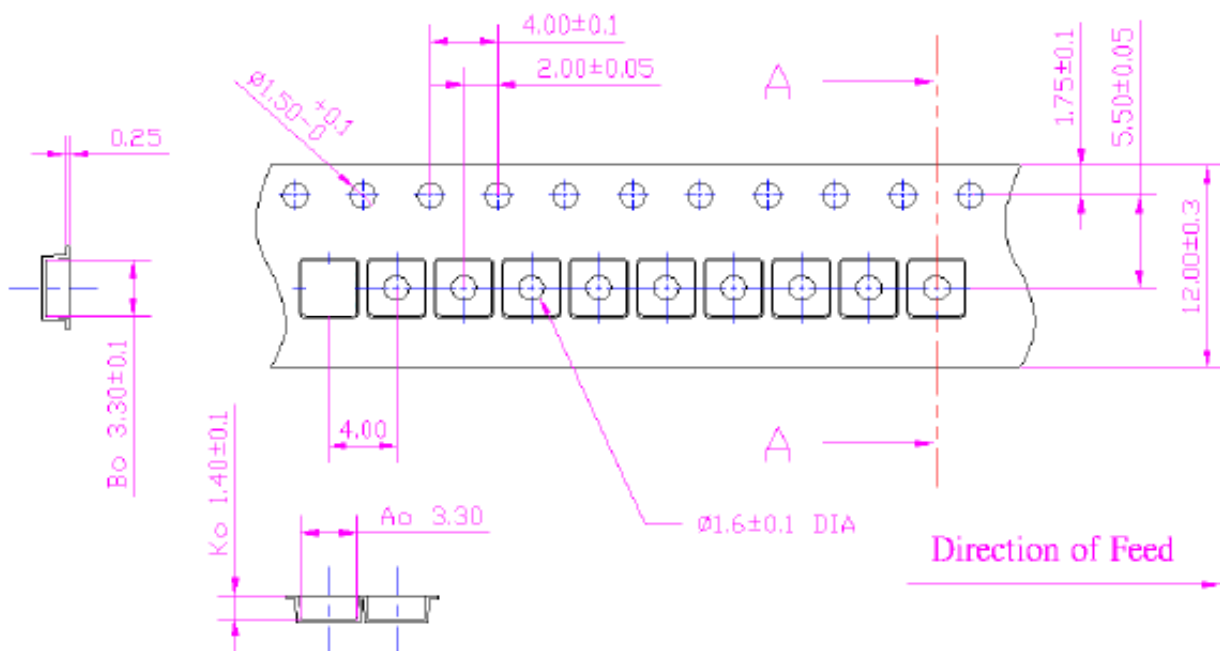 4.00±0.1
2.00±0.05
Ø1.50 +0.1
-0
A
1.75±0.1
5.50±0.05
0.25
12.00±0.3
Bo 3.30±0.1
4.00
A
Ko 1.40±0.1
Ao 3.30
Ø1.6±0.1 DIA
Direction of Feed